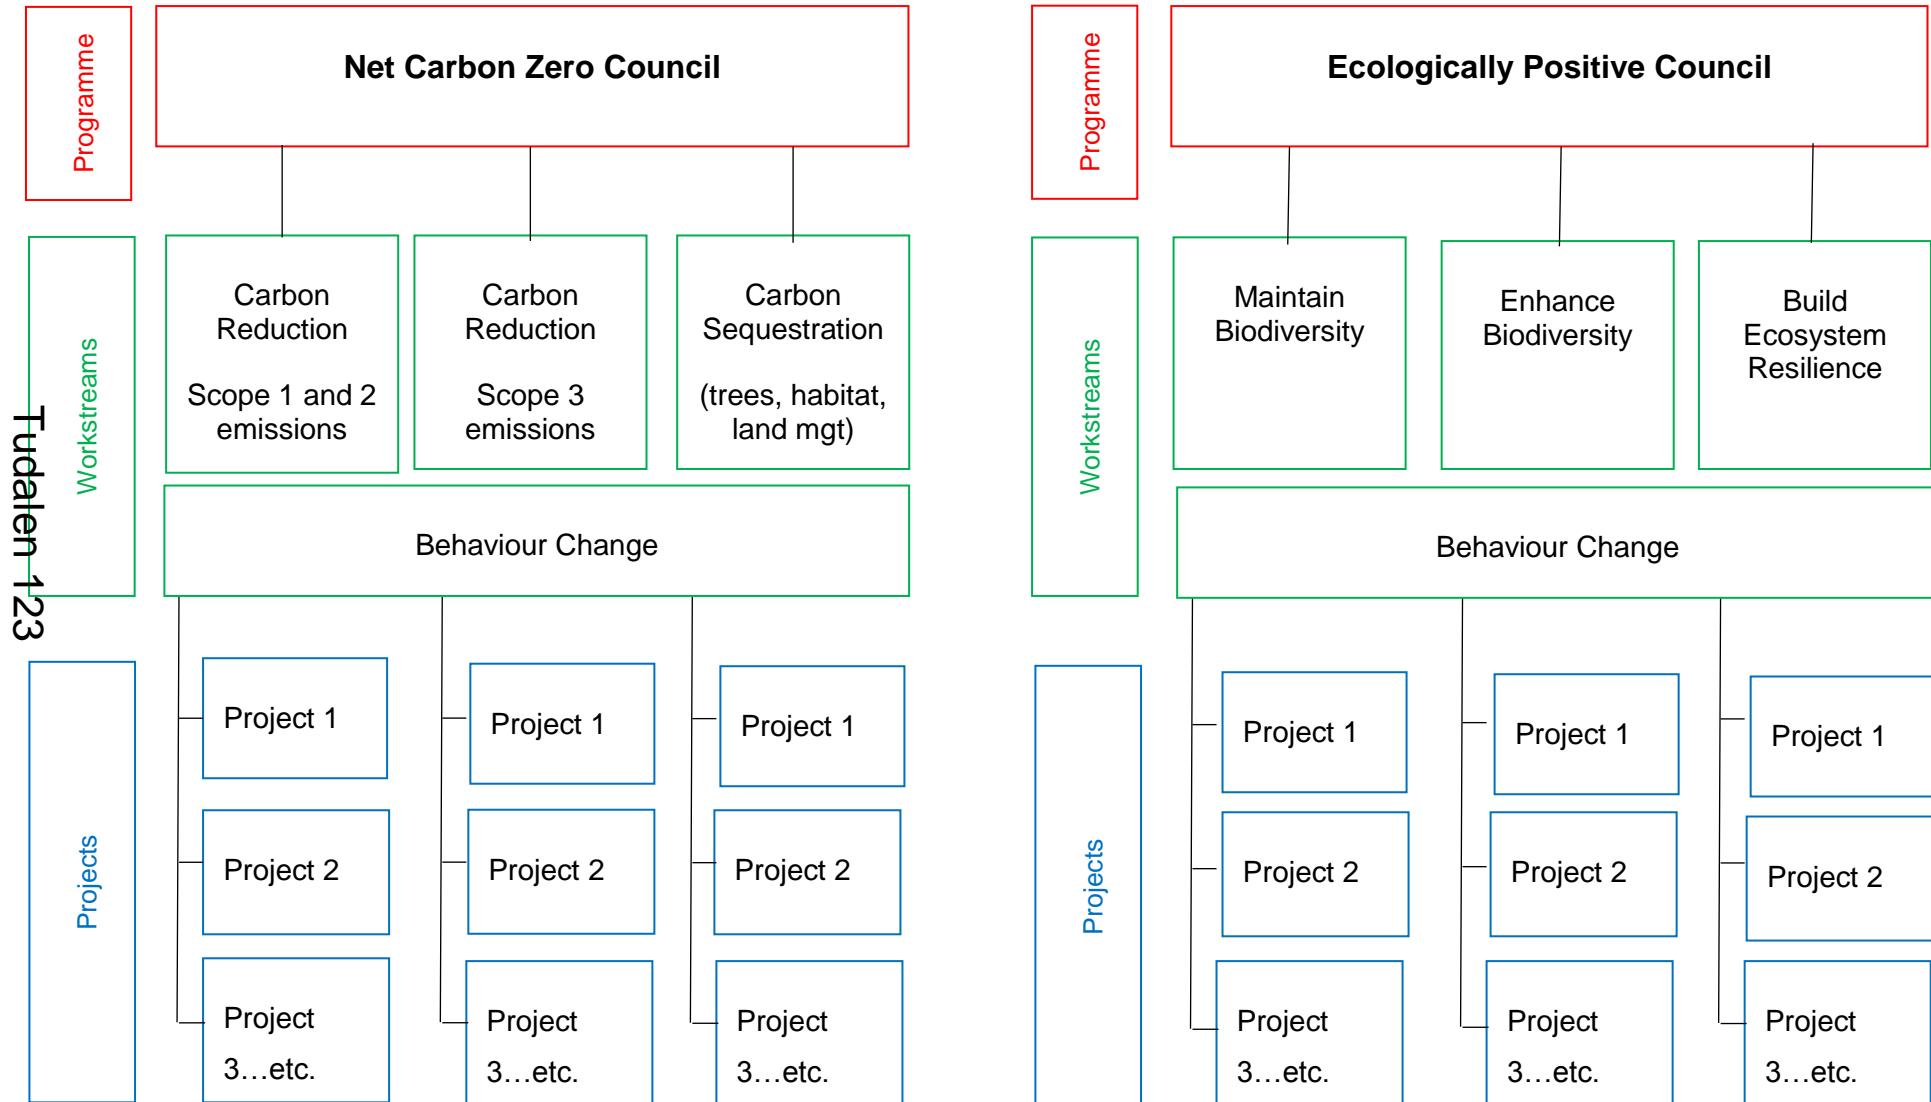 Tudalen 123
Programme
Net Carbon Zero Council
Workstreams
Carbon
Reduction
Scope 1 and 2
emissions
Carbon
Reduction
Scope 3
emissions
Carbon
Sequestration
(trees, habitat,
land mgt)
Behaviour Change
Projects
Project 1
Project 2
Project
3…etc.
Project 1
Project 2
Project
3…etc.
Project 1
Project 2
Project
3…etc.
Programme
Ecologically Positive Council
Workstreams
Maintain
Biodiversity
Enhance
Biodiversity
Build
Ecosystem
Resilience
Behaviour Change
Projects
Project 1
Project 2
Project
3…etc.
Project 1
Project 2
Project
3…etc.
Project 1
Project 2
Project
3…etc.